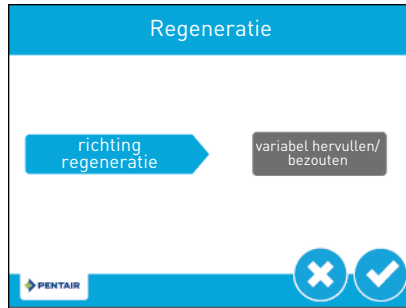 Regeneratie
richting
regeneratie
variabel hervullen/
bezouten
PENTAIR